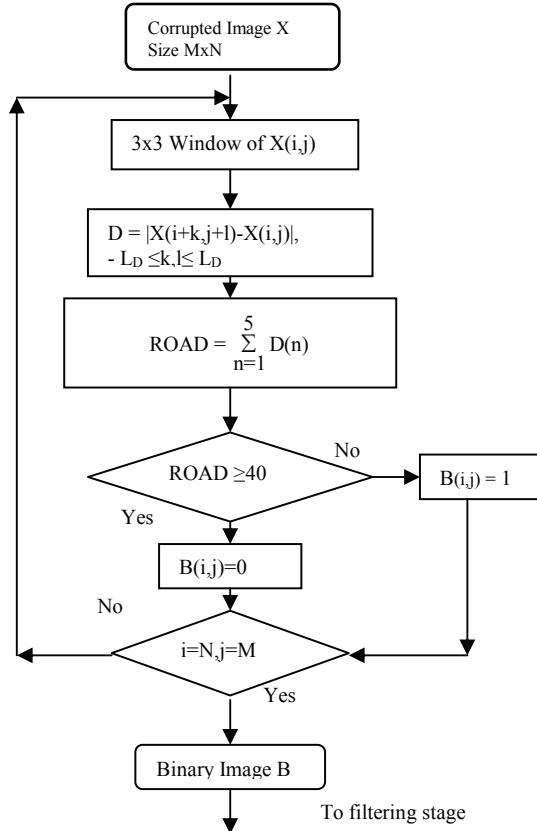 Corrupted Image X
Size MxN
3x3 Window of X(i,j)
D = |X(i+k,j+l)-X(i,j)|,
- L_D ≤k,l≤ L_D
5
ROAD = Σ D(n)
n=1
No
ROAD ≥40
B(i,j) = 1
Yes
B(i,j)=0
No
i=N,j=M
Yes
Binary Image B
To filtering stage